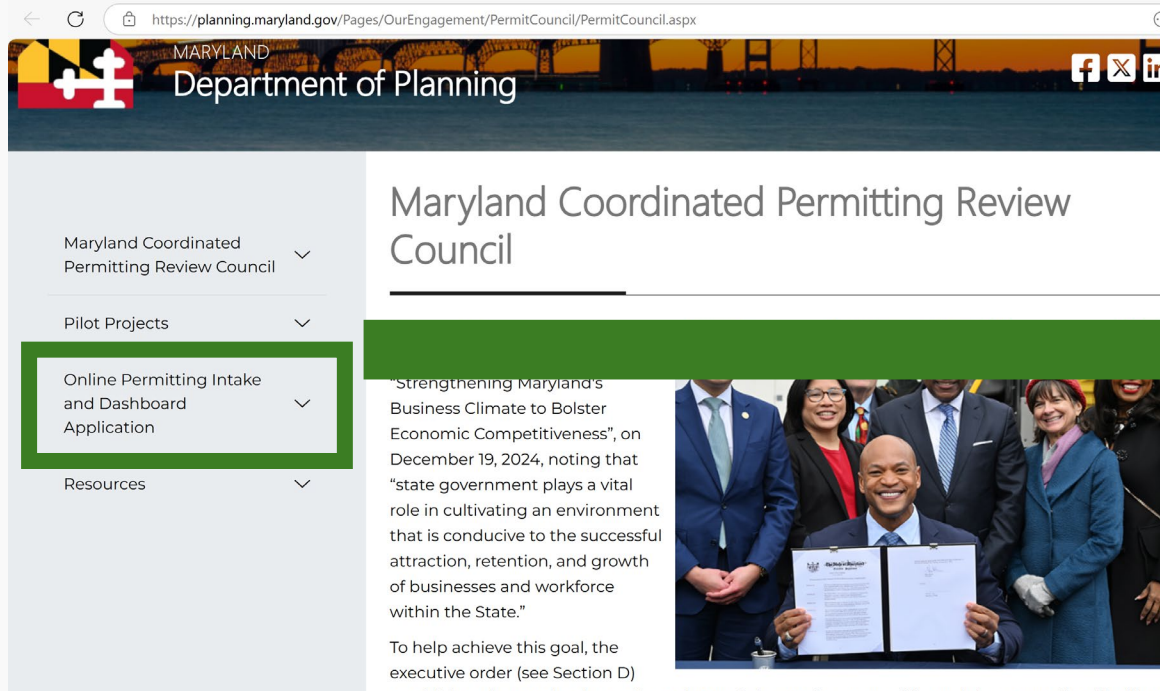 https://planning.maryland.gov/Pages/OurEngagement/PermitCouncil/PermitCouncil.aspx
MARYLAND
Department of Planning
Maryland Coordinated Permitting Review
Council
Maryland Coordinated
Permitting Review Council
Pilot Projects
Online Permitting Intake
and Dashboard
Application
Resources
“Strengthening Maryland's
Business Climate to Bolster
Economic Competitiveness”, on
December 19, 2024, noting that
“state government plays a vital
role in cultivating an environment
that is conducive to the successful
attraction, retention, and growth
of businesses and workforce
within the State.”
To help achieve this goal, the
executive order (see Section D)